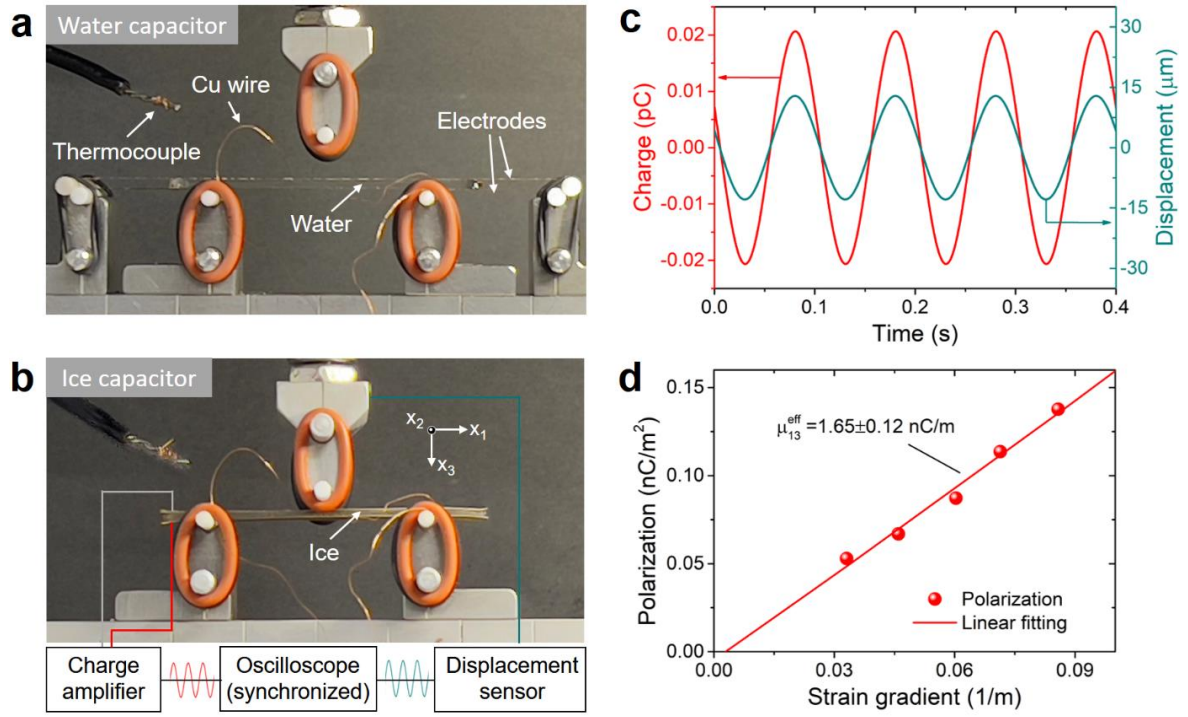 a
Water capacitor
Cu wire
Thermocouple
Electrodes
Water
b
Ice capacitor
x₂
x₁
x₃
Ice
Charge
amplifier
Oscilloscope
(synchronized)
Displacement
sensor
c
Charge (pC)
0.02
0.01
0.00
-0.01
-0.02
Displacement (μm)
30
15
0
-15
-30
0.0
0.1
0.2
0.3
0.4
Time (s)
d
Polarization (nC/m²)
0.15
0.10
0.05
0.00
μ₁₃ᵉᶠᶠ =1.65±0.12 nC/m
Polarization
Linear fitting
0.03
0.06
0.09
Strain gradient (1/m)